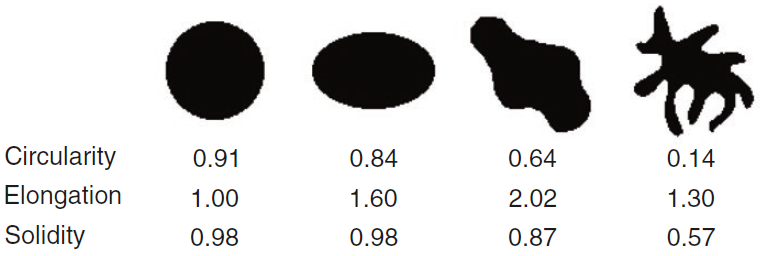 Circularity 0.91 0.84 0.64 0.14
Elongation 1.00 1.60 2.02 1.30
Solidity 0.98 0.98 0.87 0.57